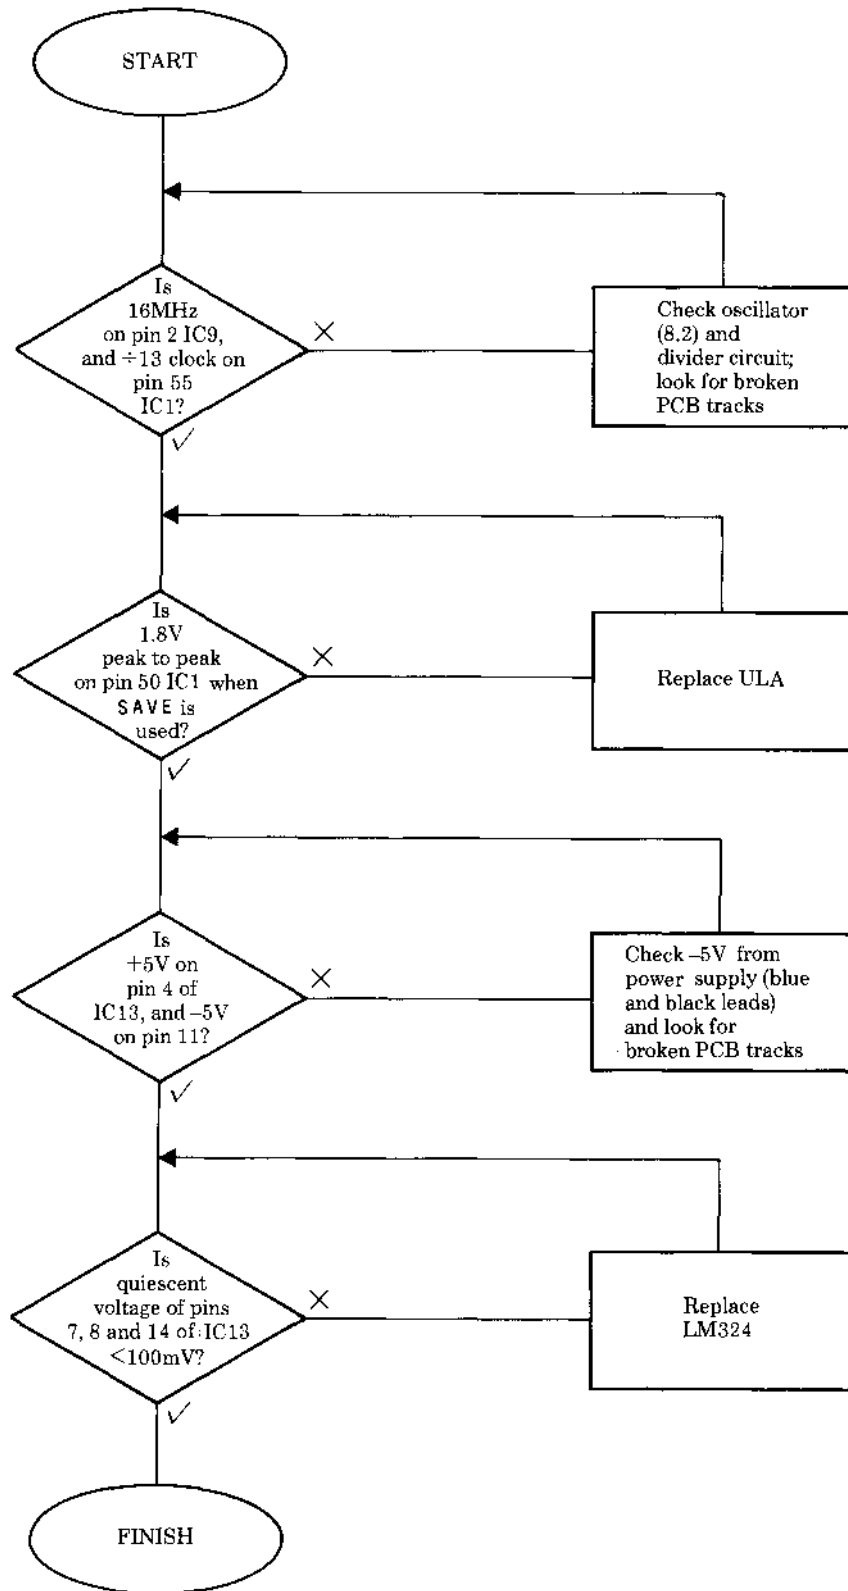 START
Is
16MHz
on pin 2 IC9,
and ÷13 clock on
pin 55
IC1?
×
✓
Check oscillator
(8.2) and
divider circuit;
look for broken
PCB tracks
Is
1.8V
peak to peak
on pin 50 IC1 when
SAVE is
used?
×
✓
Replace ULA
Is
+5V on
pin 4 of
IC13, and –5V
on pin 11?
×
✓
Check –5V from
power supply (blue
and black leads)
and look for
broken PCB tracks
Is
quiescent
voltage of pins
7, 8 and 14 of IC13
<100mV?
×
✓
Replace
LM324
FINISH